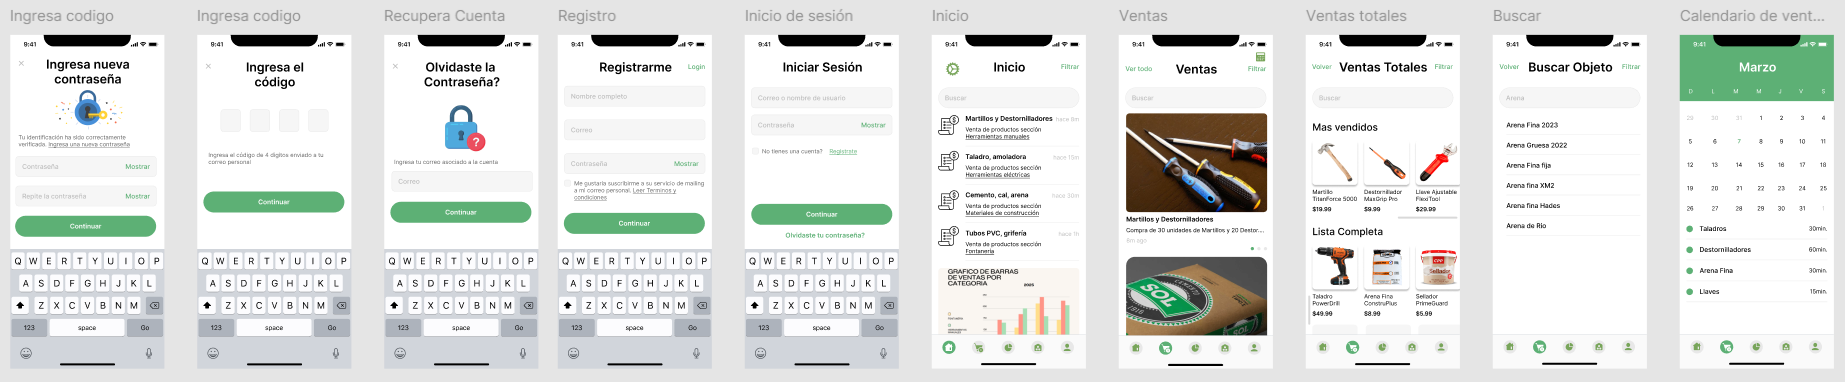 Ingresa codigo
9:41
Ingresa nueva
contraseña
Tu identificación ha sido correctamente
verificada. Ingresa una nueva contraseña
Contraseña
Mostrar
Repite la contraseña
Mostrar
Continuar
Q W E R T Y U I O P
A S D F G H J K L
Z X C V B N M
123
space
Go
Ingresa codigo
9:41
Ingresa el
código
Ingresa el código de 4 digitos enviado a tu
correo personal
Continuar
Q W E R T Y U I O P
A S D F G H J K L
Z X C V B N M
123
space
Go
Recupera Cuenta
9:41
Olvidaste la
Contraseña?
?
Ingresa tu correo asociado a la cuenta
Correo
Continuar
Q W E R T Y U I O P
A S D F G H J K L
Z X C V B N M
123
space
Go
Registro
9:41
Registrarme
Login
Nombre completo
Correo
Contraseña
Mostrar
Me gustaria suscribirme a su servicio de mailing
a mi correo personal. Leer Terminos y
condiciones
Continuar
Q W E R T Y U I O P
A S D F G H J K L
Z X C V B N M
123
space
Go
Inicio de sesión
9:41
Iniciar Sesión
Correo o nombre de usuario
Contraseña
Mostrar
No tienes una cuenta? Registrate
Continuar
Olvidaste tu contraseña?
Q W E R T Y U I O P
A S D F G H J K L
Z X C V B N M
123
space
Go
Inicio
9:41
Inicio
Filtrar
Buscar
Martillos y Destornilladores
hace 8m
Venta de productos sección
Herramientas manuales
Taladro, amoladora
hace 15m
Venta de productos sección
Herramientas eléctricas
Cemento, cal, arena
hace 30m
Venta de productos sección
Materiales de construcción
Tubos PVC, grifería
hace 1h
Venta de productos sección
Fontanería
GRAFICO DE BARRAS
DE VENTAS POR
CATEGORIA
Ventas
9:41
Ver todo
Ventas
Filtrar
Buscar
Martillos y Destornilladores
Compra de 30 unidades de Martillos y 20 Destor...
8m ago
CEMENTO
SOL
SOL
Ventas totales
9:41
Volver
Ventas Totales
Filtrar
Buscar
Mas vendidos
Martillo
TitanForce 5000
$19.99
Destornillador
MaxGrip Pro
$9.99
Llave Ajustable
FlexTool
$29.99
Lista Completa
CPP
Sellador
Taladro
PowerDrill
$49.99
Arena Fina
ConstruPlus
$8.99
Sellador
PrimeGuard
$5.99
Buscar
9:41
Volver
Buscar Objeto
Filtrar
Arena
Arena Fina 2023
Arena Gruesa 2022
Arena Fina fija
Arena fina XM2
Arena fina Hades
Arena de Rio
Calendario de vent...
9:41
Marzo
D L M M J V S
29 30 31 1 2 3 4
5 6 7 8 9 10 11
12 13 14 15 16 17 18
19 20 21 22 23 24 25
26 27 28 29 30 31 1
Taladros
30min.
Destornilladores
60min.
Arena Fina
30min.
Llaves
15min.